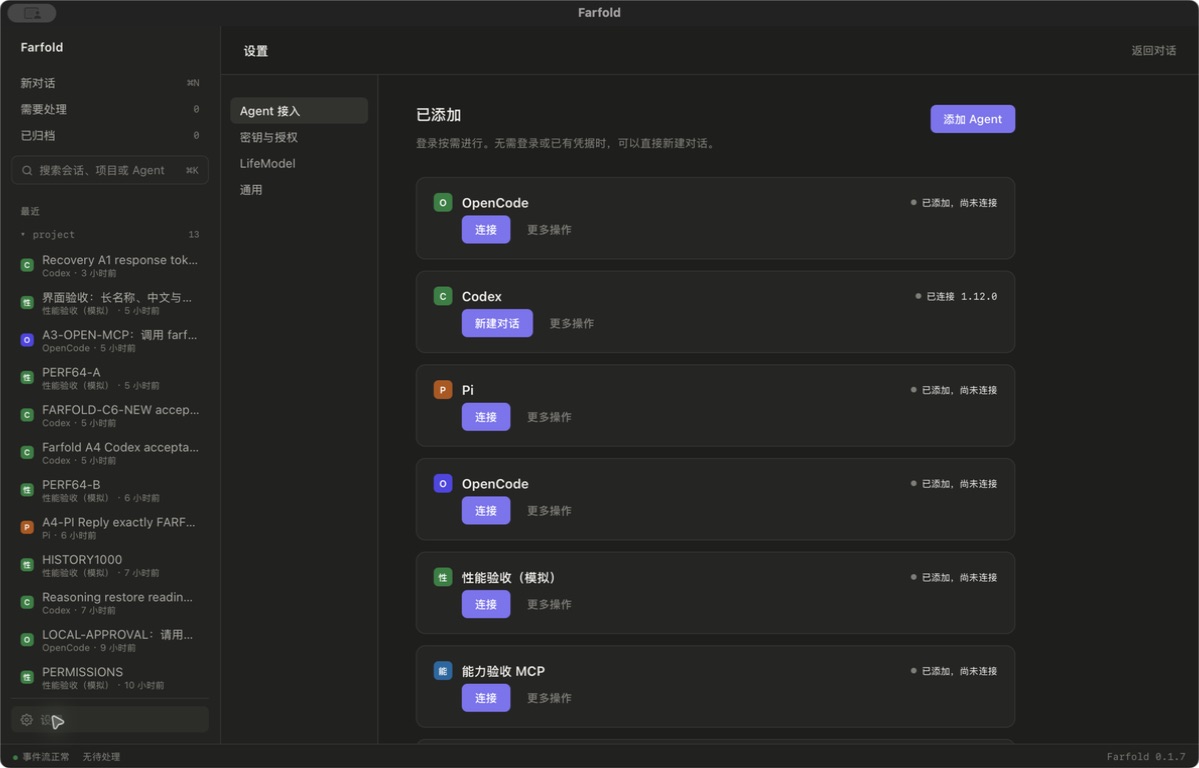 Farfold
Farfold
新对话 ⌘N
需要处理 0
已归档 0
搜索会话、项目或 Agent ⌘K
最近
• project 13
Recovery A1 response tok...
Codex · 3 小时前
界面验收：长名称、中文与...
性能验收（模拟） · 5 小时前
A3-OPEN-MCP：调用 farf...
OpenCode · 5 小时前
PERF64-A
性能验收（模拟） · 5 小时前
FARFOLD-C6-NEW accep...
Codex · 5 小时前
Farfold A4 Codex accepta...
Codex · 5 小时前
PERF64-B
性能验收（模拟） · 6 小时前
A4-PI Reply exactly FARF...
Pi · 6 小时前
HISTORY1000
性能验收（模拟） · 7 小时前
Reasoning restore readin...
Codex · 7 小时前
LOCAL-APPROVAL：请用...
OpenCode · 9 小时前
PERMISSIONS
性能验收（模拟） · 10 小时前
设置
返回对话
Agent 接入
密钥与授权
LifeModel
通用
已添加
添加 Agent
登录按需进行。无需登录或已有凭据时，可以直接新建对话。
O OpenCode 已添加，尚未连接
连接 更多操作
C Codex 已连接 1.12.0
新建对话 更多操作
P Pi 已添加，尚未连接
连接 更多操作
O OpenCode 已添加，尚未连接
连接 更多操作
性 性能验收（模拟） 已添加，尚未连接
连接 更多操作
能 能力验收 MCP 已添加，尚未连接
连接 更多操作
事件流正常 无待处理
Farfold 0.1.7